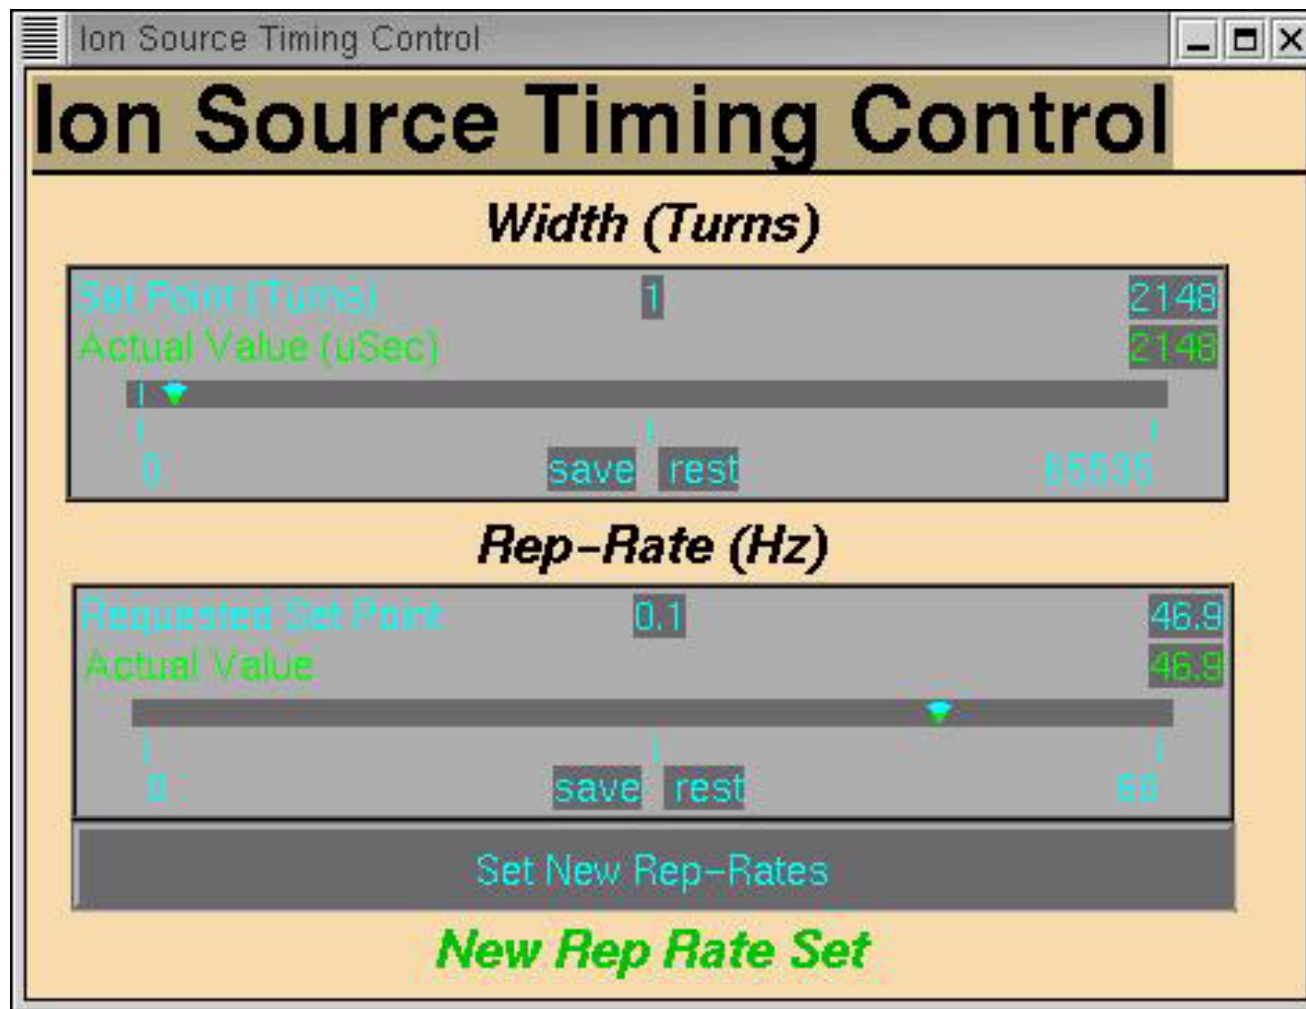 Ion Source Timing Control
Ion Source Timing Control
Width (Turns)
Set Point (Turns) 1 2148
Actual Value (uSec) 2148
0 save rest 65535
Rep-Rate (Hz)
Requested Set Point 0.1 46.9
Actual Value 46.9
0 save rest 60
Set New Rep-Rates
New Rep Rate Set